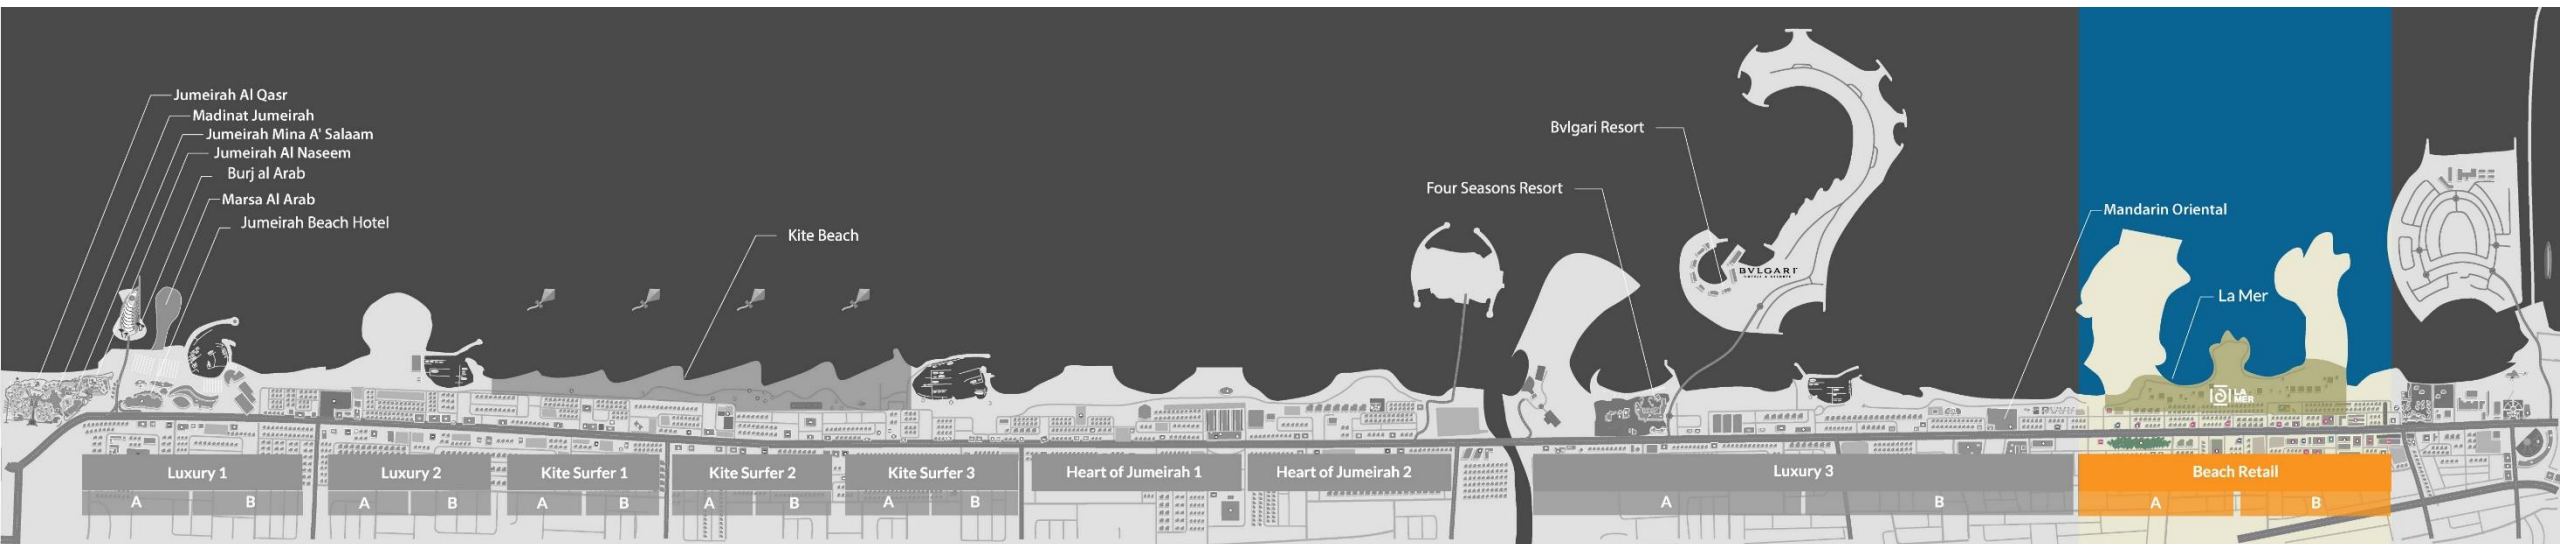 Jumeirah Al Qasr
Madinat Jumeirah
Jumeirah Mina A' Salaam
Jumeirah Al Naseem
Burj al Arab
Marsa Al Arab
Jumeirah Beach Hotel
Kite Beach
Four Seasons Resort
Bvlgari Resort
BVLGARI
Mandarin Oriental
La Mer
LA
MER
Luxury 1
A B
Luxury 2
A B
Kite Surfer 1
A B
Kite Surfer 2
A B
Kite Surfer 3
A B
Heart of Jumeirah 1
Heart of Jumeirah 2
Luxury 3
A B
Beach Retail
A B